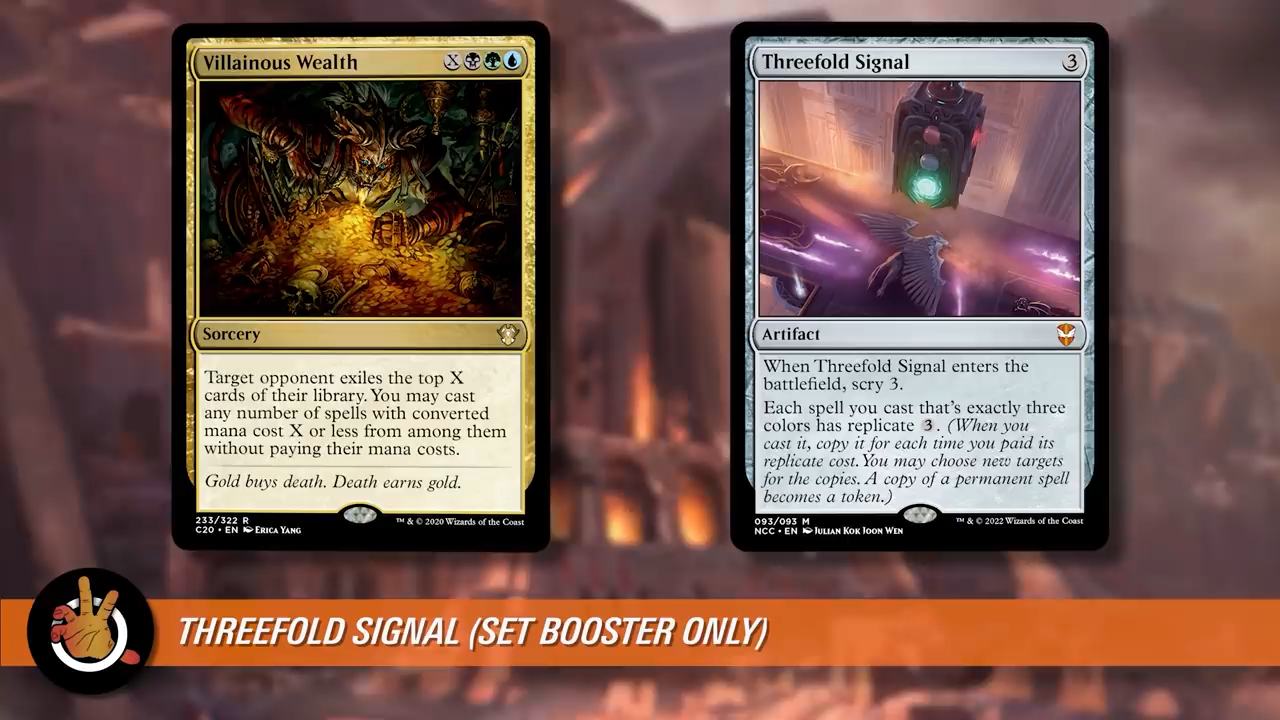 Villainous Wealth X
Sorcery
Target opponent exiles the top X
cards of their library. You may cast
any number of spells with converted
mana cost X or less from among them
without paying their mana costs.
Gold buys death. Death earns gold.
233/322 R
C20 • EN ERICA YANG
™ & © 2020 Wizards of the Coast
Threefold Signal 3
Artifact
When Threefold Signal enters the
battlefield, scry 3.
Each spell you cast that's exactly three
colors has replicate 3. (When you
cast it, copy it for each time you paid its
replicate cost. You may choose new targets
for the copies. A copy of a permanent spell
becomes a token.)
093/093 M
NCC • EN JULIAN KOK JOON WEN
™ & © 2022 Wizards of the Coast
THREEFOLD SIGNAL (SET BOOSTER ONLY)